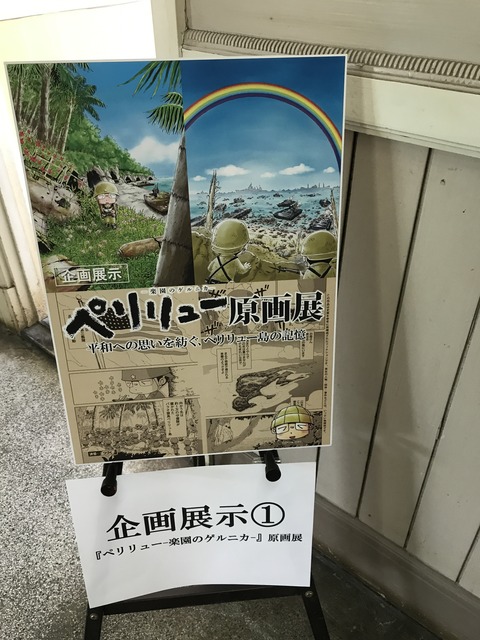 企画展示
楽園のゲルニカ
ペリリュー原画展
平和への思いを紡ぐ、ペリリュー島の記憶
企画展示①
『ペリリュー-楽園のゲルニカ-』原画展